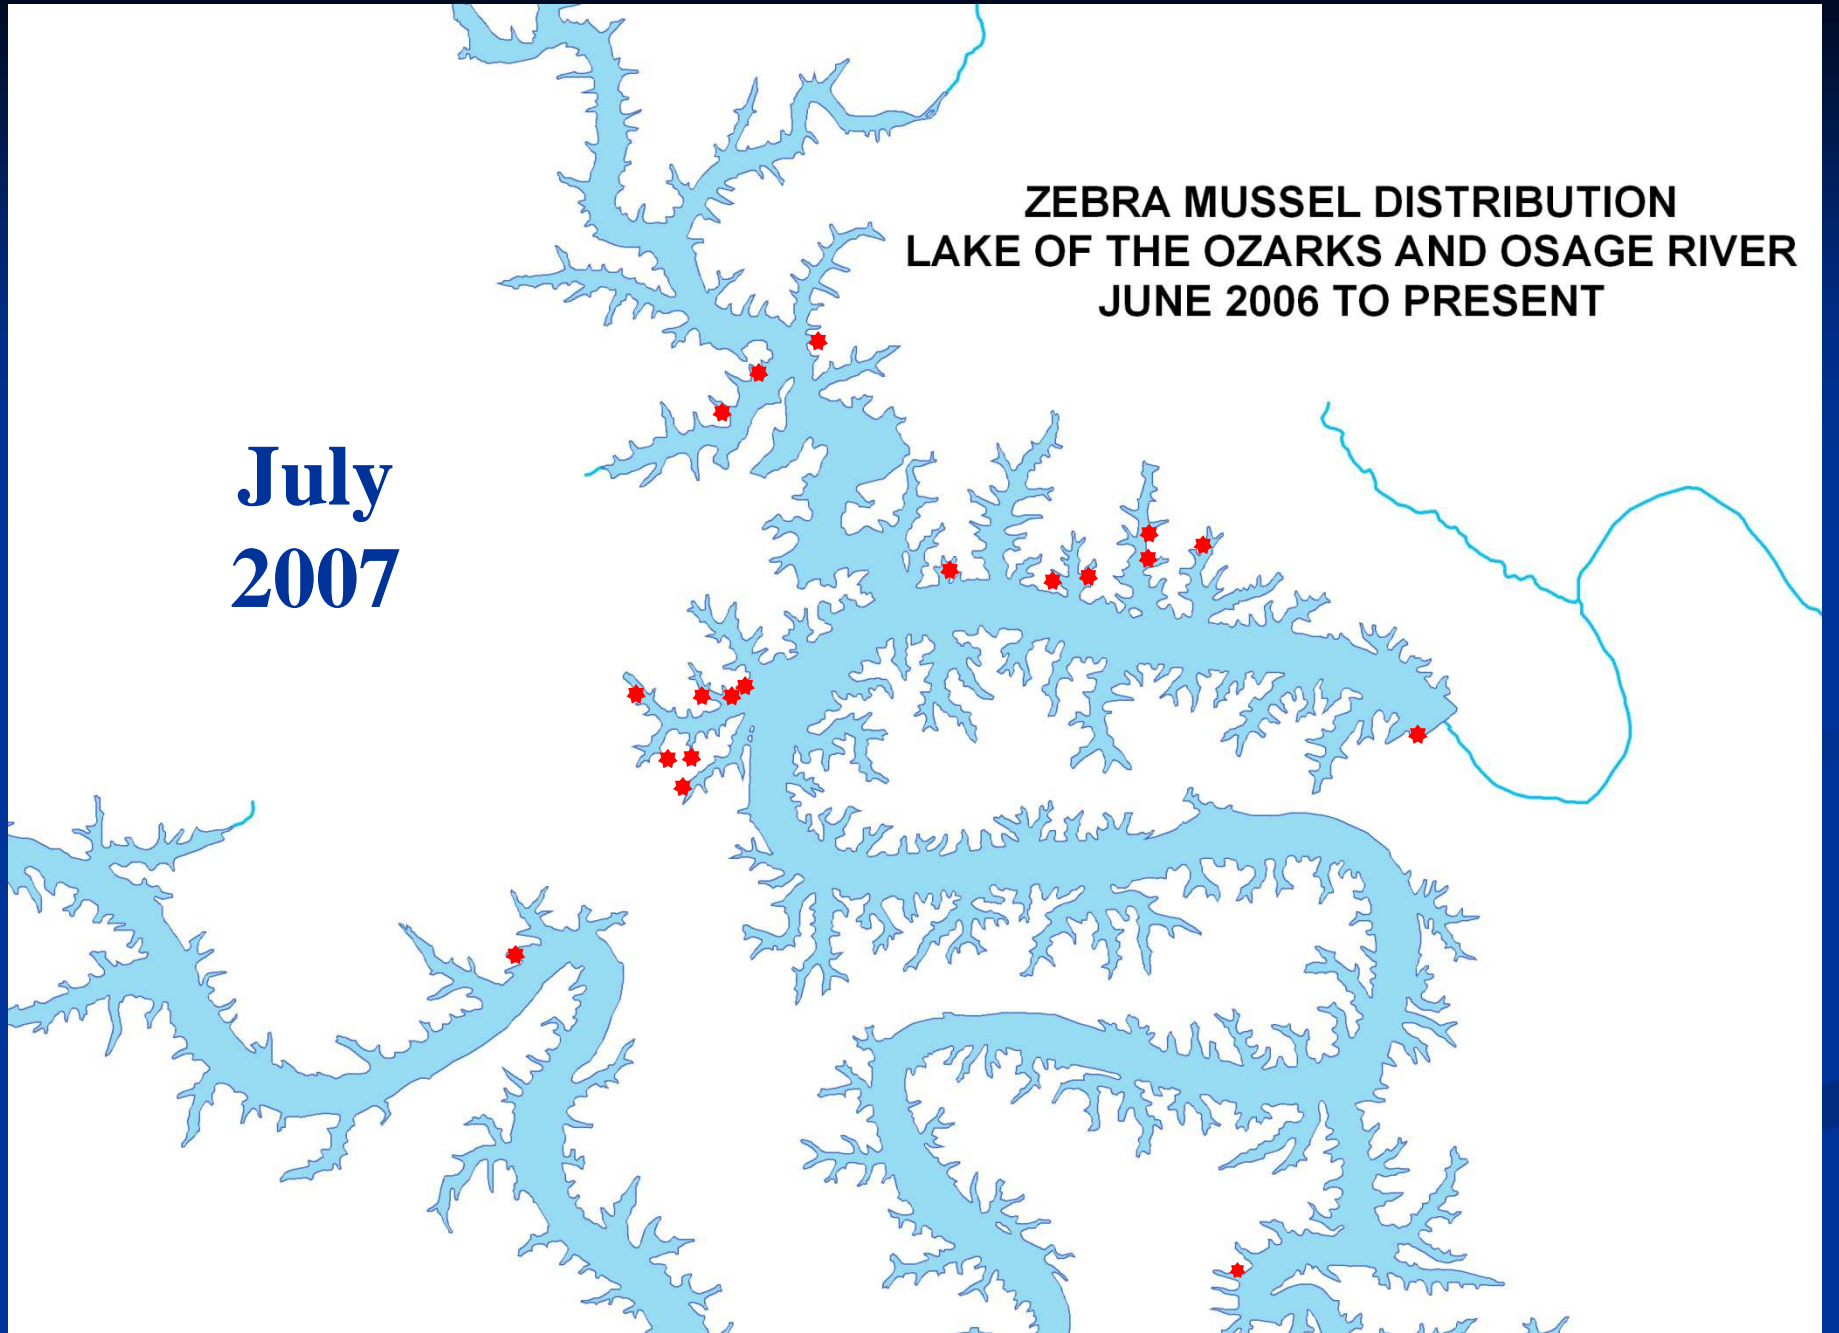 ZEBRA MUSSEL DISTRIBUTION
LAKE OF THE OZARKS AND OSAGE RIVER
JUNE 2006 TO PRESENT
July
2007